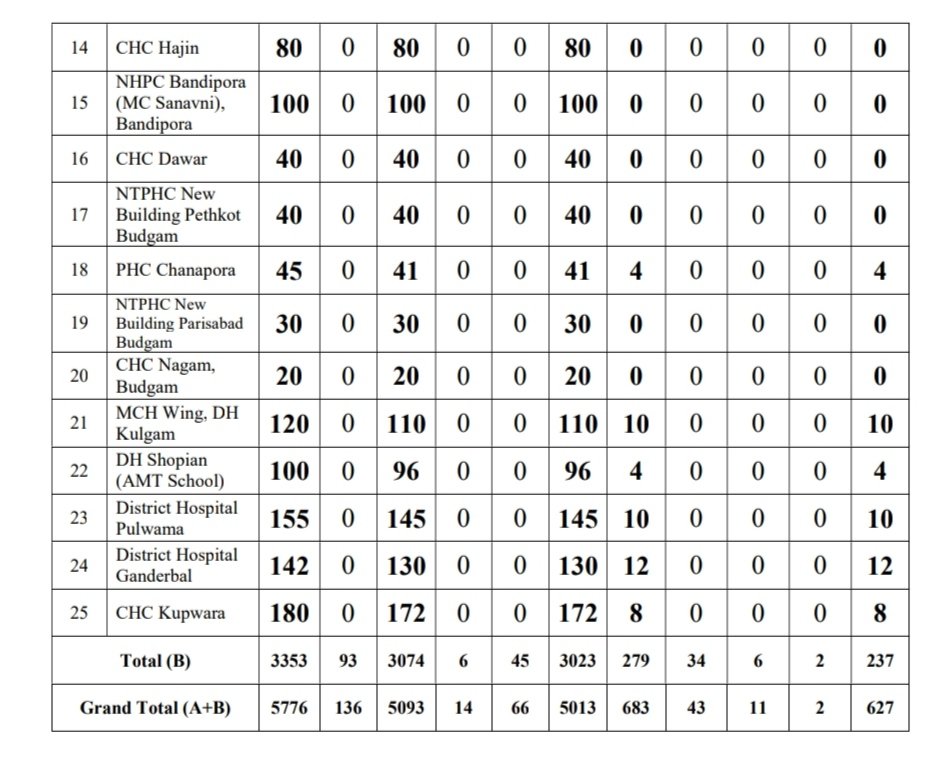 14 CHC Hajin 80 0 80 0 0 80 0 0 0 0 0
NHPC Bandipora
15 (MC Sanavni), 100 0 100 0 0 100 0 0 0 0 0
Bandipora
16 CHC Dawar 40 0 40 0 0 40 0 0 0 0 0
NTPHC New
17 Building Pethkot 40 0 40 0 0 40 0 0 0 0 0
Budgam
18 PHC Chanapora 45 0 41 0 0 41 4 0 0 0 4
NTPHC New
19 Building Parisabad 30 0 30 0 0 30 0 0 0 0 0
Budgam
20 CHC Nagam, 20 0 20 0 0 20 0 0 0 0 0
Budgam
21 MCH Wing, DH 120 0 110 0 0 110 10 0 0 0 10
Kulgam
22 DH Shopian 100 0 96 0 0 96 4 0 0 0 4
(AMT School)
23 District Hospital 155 0 145 0 0 145 10 0 0 0 10
Pulwama
24 District Hospital 142 0 130 0 0 130 12 0 0 0 12
Ganderbal
25 CHC Kupwara 180 0 172 0 0 172 8 0 0 0 8
Total (B) 3353 93 3074 6 45 3023 279 34 6 2 237
Grand Total (A+B) 5776 136 5093 14 66 5013 683 43 11 2 627